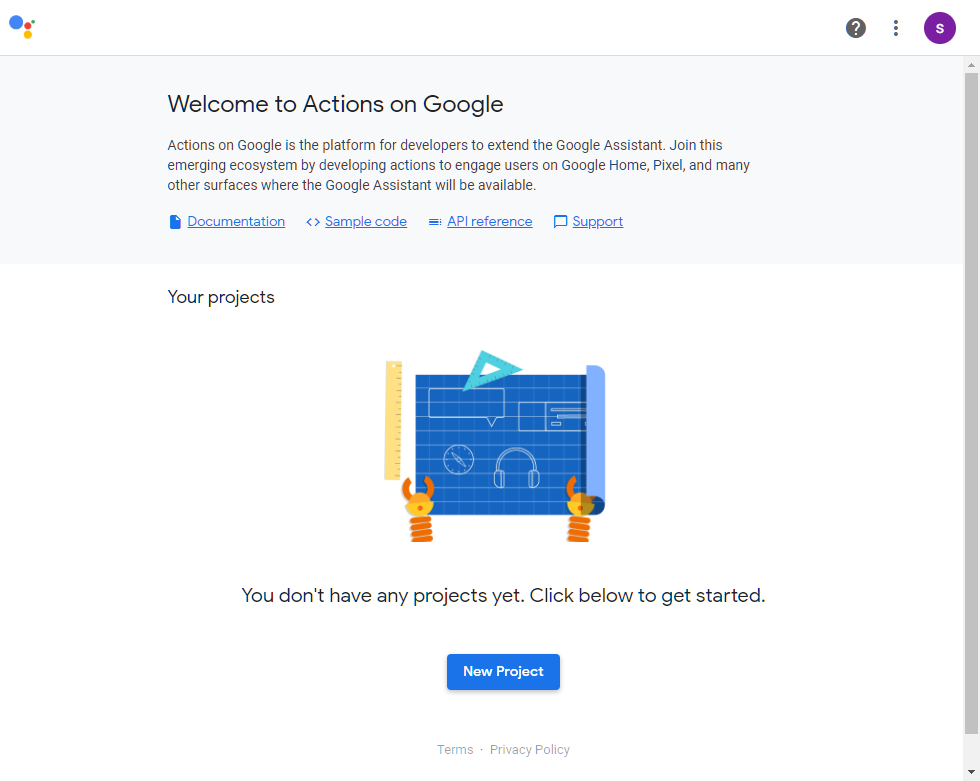 s
Welcome to Actions on Google
Actions on Google is the platform for developers to extend the Google Assistant. Join this
emerging ecosystem by developing actions to engage users on Google Home, Pixel, and many
other surfaces where the Google Assistant will be available.
Documentation Sample code API reference Support
Your projects
You don't have any projects yet. Click below to get started.
New Project
Terms · Privacy Policy